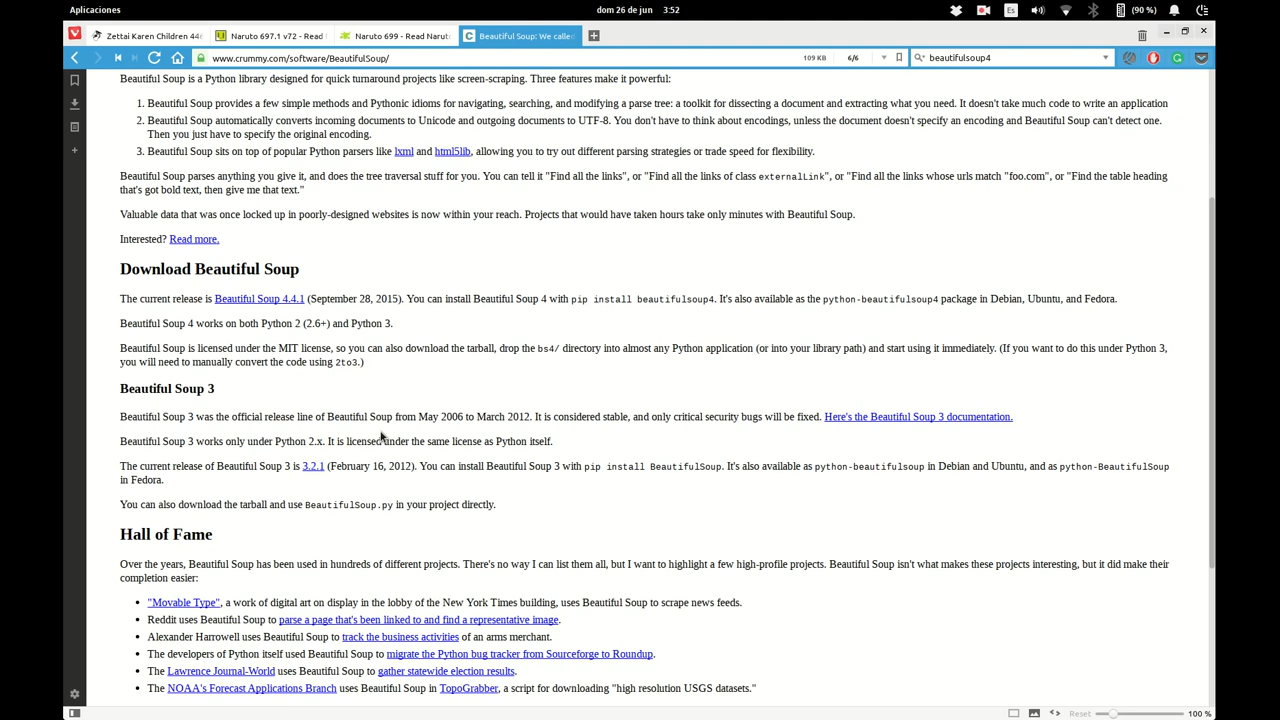 Aplicaciones
dom 26 de jun 3:52
Es
(90 %)
Zettai Karen Children 44
Naruto 697.1 v72 - Read
Naruto 699 - Read Narut
Beautiful Soup: We calle
www.crummy.com/software/BeautifulSoup/
109 KB
6/6
beautifulsoup4
Beautiful Soup is a Python library designed for quick turnaround projects like screen-scraping. Three features make it powerful:
1. Beautiful Soup provides a few simple methods and Pythonic idioms for navigating, searching, and modifying a parse tree: a toolkit for dissecting a document and extracting what you need. It doesn't take much code to write an application
2. Beautiful Soup automatically converts incoming documents to Unicode and outgoing documents to UTF-8. You don't have to think about encodings, unless the document doesn't specify an encoding and Beautiful Soup can't detect one.
Then you just have to specify the original encoding.
3. Beautiful Soup sits on top of popular Python parsers like lxml and html5lib, allowing you to try out different parsing strategies or trade speed for flexibility.
Beautiful Soup parses anything you give it, and does the tree traversal stuff for you. You can tell it "Find all the links", or "Find all the links of class externalLink", or "Find all the links whose urls match "foo.com", or "Find the table heading
that's got bold text, then give me that text."
Valuable data that was once locked up in poorly-designed websites is now within your reach. Projects that would have taken hours take only minutes with Beautiful Soup.
Interested? Read more.
Download Beautiful Soup
The current release is Beautiful Soup 4.4.1 (September 28, 2015). You can install Beautiful Soup 4 with pip install beautifulsoup4. It's also available as the python-beautifulsoup4 package in Debian, Ubuntu, and Fedora.
Beautiful Soup 4 works on both Python 2 (2.6+) and Python 3.
Beautiful Soup is licensed under the MIT license, so you can also download the tarball, drop the bs4/ directory into almost any Python application (or into your library path) and start using it immediately. (If you want to do this under Python 3,
you will need to manually convert the code using 2to3.)
Beautiful Soup 3
Beautiful Soup 3 was the official release line of Beautiful Soup from May 2006 to March 2012. It is considered stable, and only critical security bugs will be fixed. Here's the Beautiful Soup 3 documentation.
Beautiful Soup 3 works only under Python 2.x. It is licensed under the same license as Python itself.
The current release of Beautiful Soup 3 is 3.2.1 (February 16, 2012). You can install Beautiful Soup 3 with pip install BeautifulSoup. It's also available as python-beautifulsoup in Debian and Ubuntu, and as python-BeautifulSoup
in Fedora.
You can also download the tarball and use BeautifulSoup.py in your project directly.
Hall of Fame
Over the years, Beautiful Soup has been used in hundreds of different projects. There's no way I can list them all, but I want to highlight a few high-profile projects. Beautiful Soup isn't what makes these projects interesting, but it did make their
completion easier:
• "Movable Type", a work of digital art on display in the lobby of the New York Times building, uses Beautiful Soup to scrape news feeds.
• Reddit uses Beautiful Soup to parse a page that's been linked to and find a representative image.
• Alexander Harrowell uses Beautiful Soup to track the business activities of an arms merchant.
• The developers of Python itself used Beautiful Soup to migrate the Python bug tracker from Sourceforge to Roundup.
• The Lawrence Journal-World uses Beautiful Soup to gather statewide election results.
• The NOAA's Forecast Applications Branch uses Beautiful Soup in TopoGrabber, a script for downloading "high resolution USGS datasets."
Reset
100 %